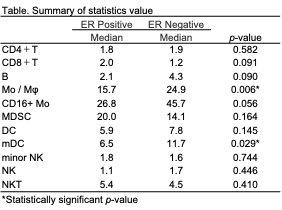 Table. Summary of statistics value
ER Positive ER Negative
Median Median p-value
CD4+T 1.8 1.9 0.582
CD8+T 2.0 1.2 0.091
B 2.1 4.3 0.090
Mo / Mφ 15.7 24.9 0.006*
CD16+ Mo 26.8 45.7 0.056
MDSC 20.0 14.1 0.164
DC 5.9 7.8 0.145
mDC 6.5 11.7 0.029*
minor NK 1.8 1.6 0.744
NK 1.1 1.7 0.446
NKT 5.4 4.5 0.410
*Statistically significant p-value